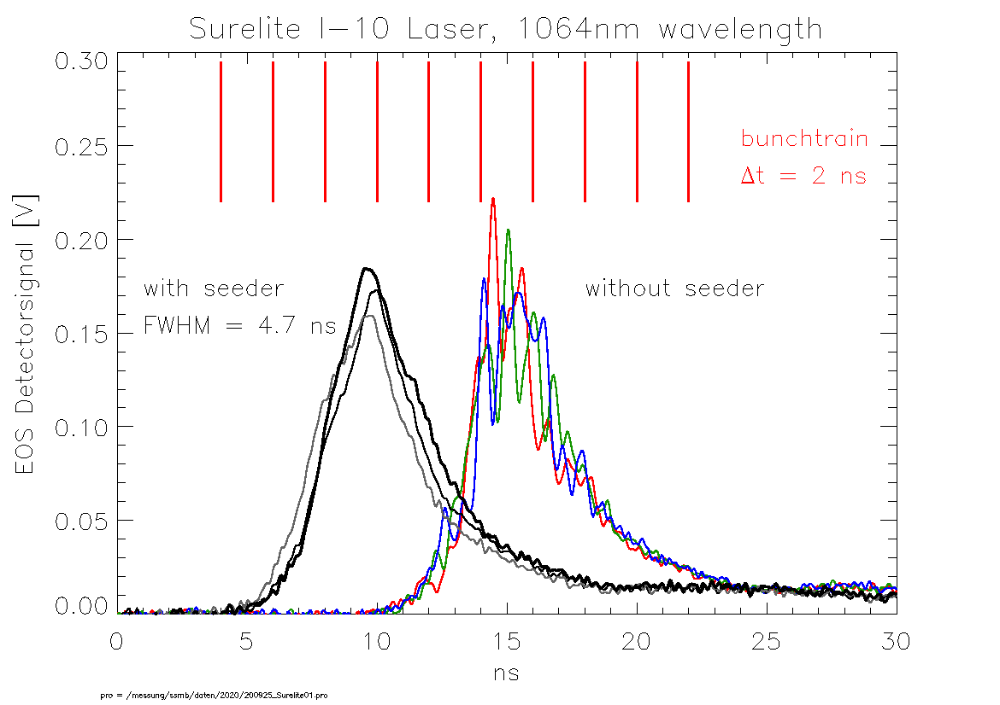 Surelite I-10 Laser, 1064nm wavelength
0.30
0.25
0.20
0.15
0.10
0.05
0.00
EOS Detectorsignal [V]
bunchtrain
Δt = 2 ns
with seeder
FWHM = 4.7 ns
without seeder
0 5 10 15 20 25 30
ns
pro = /messung/ssmb/daten/2020/200925_Surelite01.pro